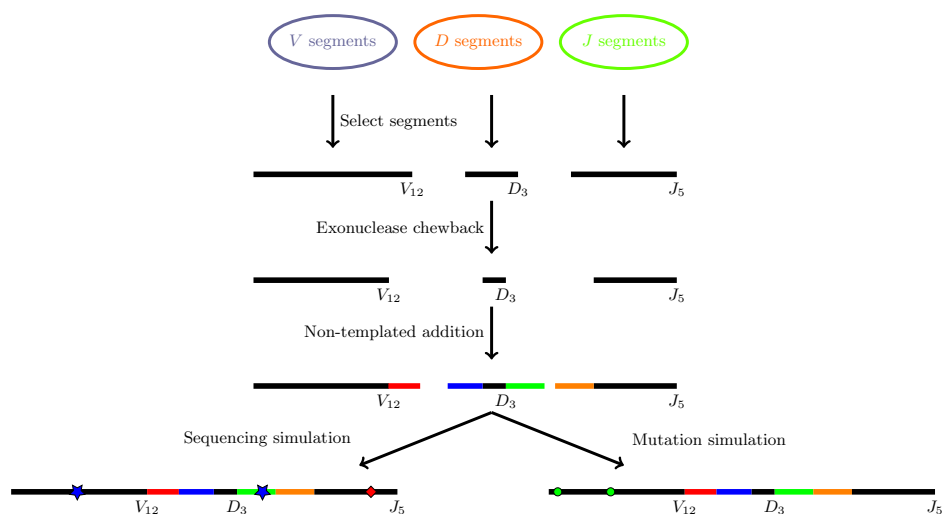 V segments
D segments
J segments
Select segments
V₁₂
D₃
J₅
Exonuclease chewback
V₁₂
D₃
J₅
Non-templated addition
V₁₂
D₃
J₅
Sequencing simulation
Mutation simulation
V₁₂
D₃
J₅
V₁₂
D₃
J₅